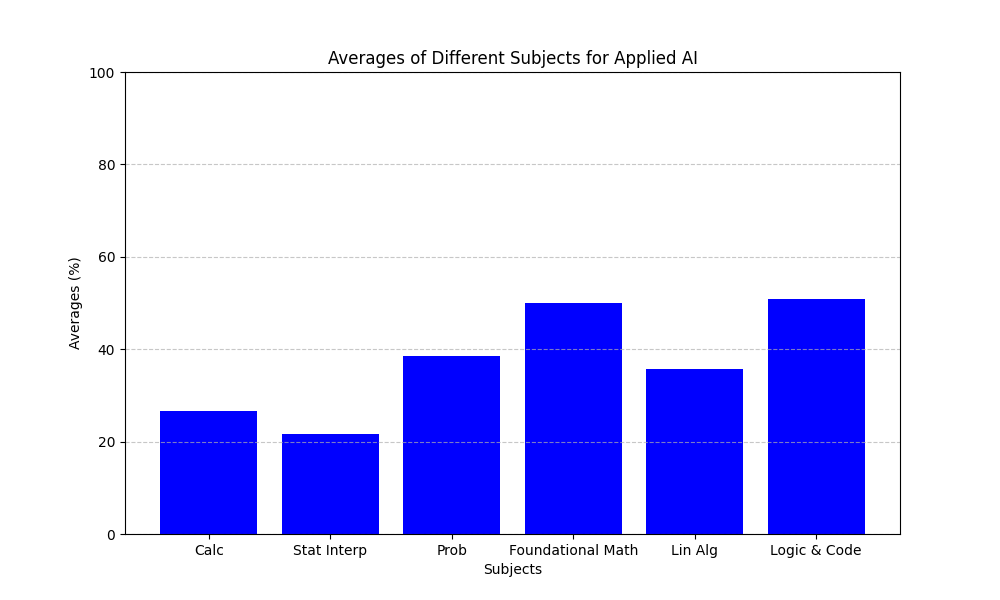 Averages of Different Subjects for Applied AI
100
80
60
40
20
0
Averages (%)
Calc
Stat Interp
Prob
Foundational Math
Lin Alg
Logic & Code
Subjects